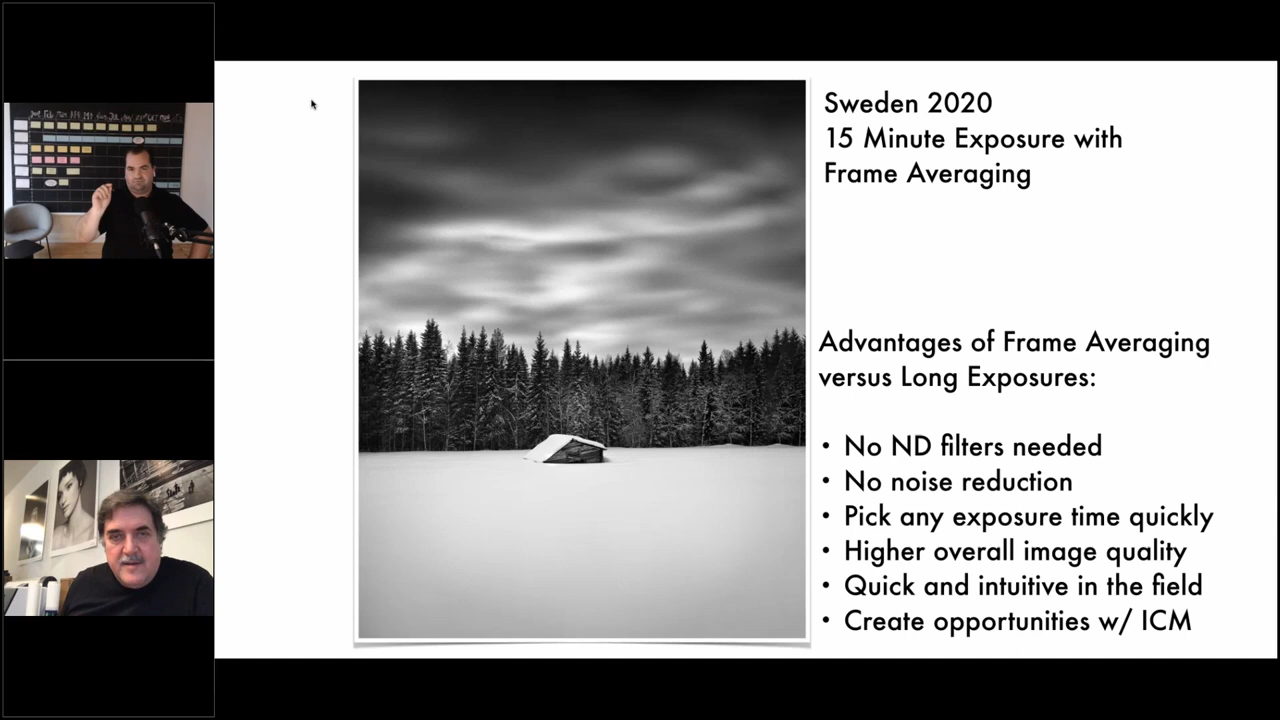 Sweden 2020
15 Minute Exposure with
Frame Averaging
Advantages of Frame Averaging
versus Long Exposures:
• No ND filters needed
• No noise reduction
• Pick any exposure time quickly
• Higher overall image quality
• Quick and intuitive in the field
• Create opportunities w/ ICM